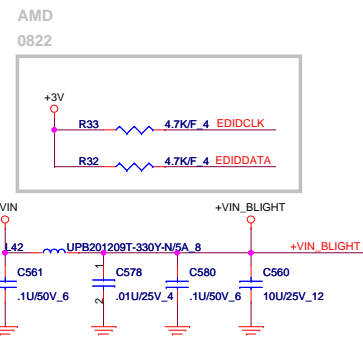 AMD
0822
+3V
R33 4.7K/F_4 EDIDCLK
R32 4.7K/F_4 EDIDDATA
VIN +VIN_BLIGHT
L42 UPB201209T-330Y-N/5A_8 +VIN_BLIGHT
C561 1 C578 C580 C560
.1U/50V_6 2 .01U/25V_4 .1U/50V_6 10U/25V_12